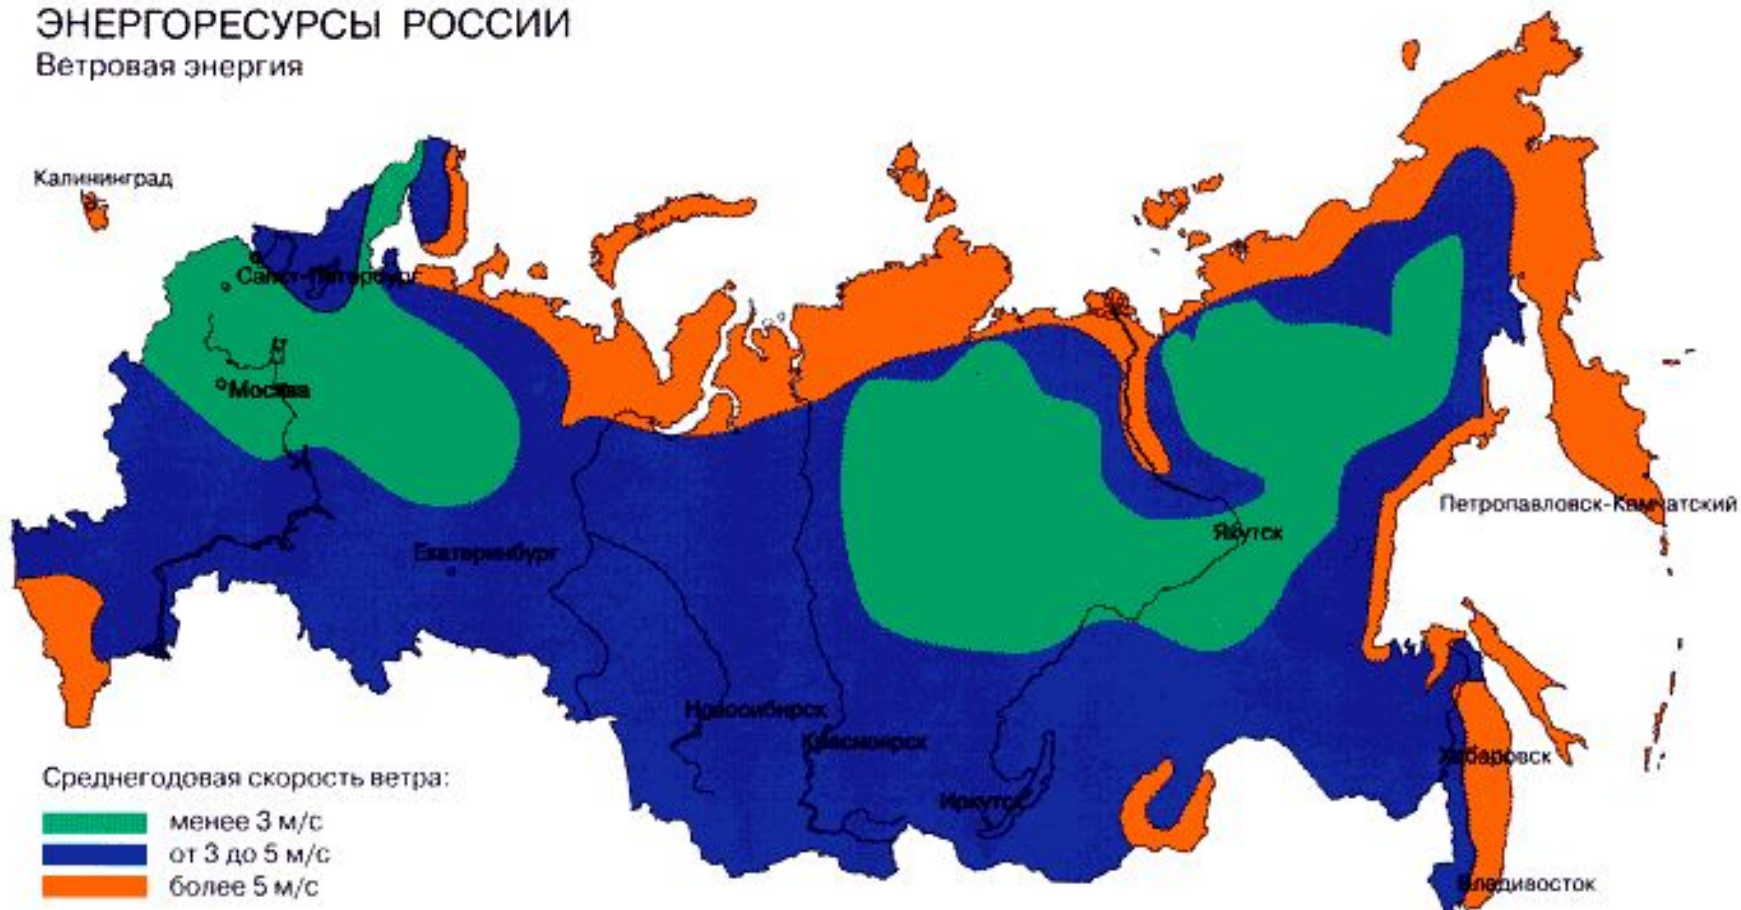 ЭНЕРГОРЕСУРСЫ РОССИИ
Ветровая энергия
Калининград
Санкт-Петербург
Москва
Петропавловск-Камчатский
Якутск
Екатеринбург
Новосибирск
Красноярск
Хабаровск
Иркутск
Владивосток
Среднегодовая скорость ветра:
менее 3 м/с
от 3 до 5 м/с
более 5 м/с